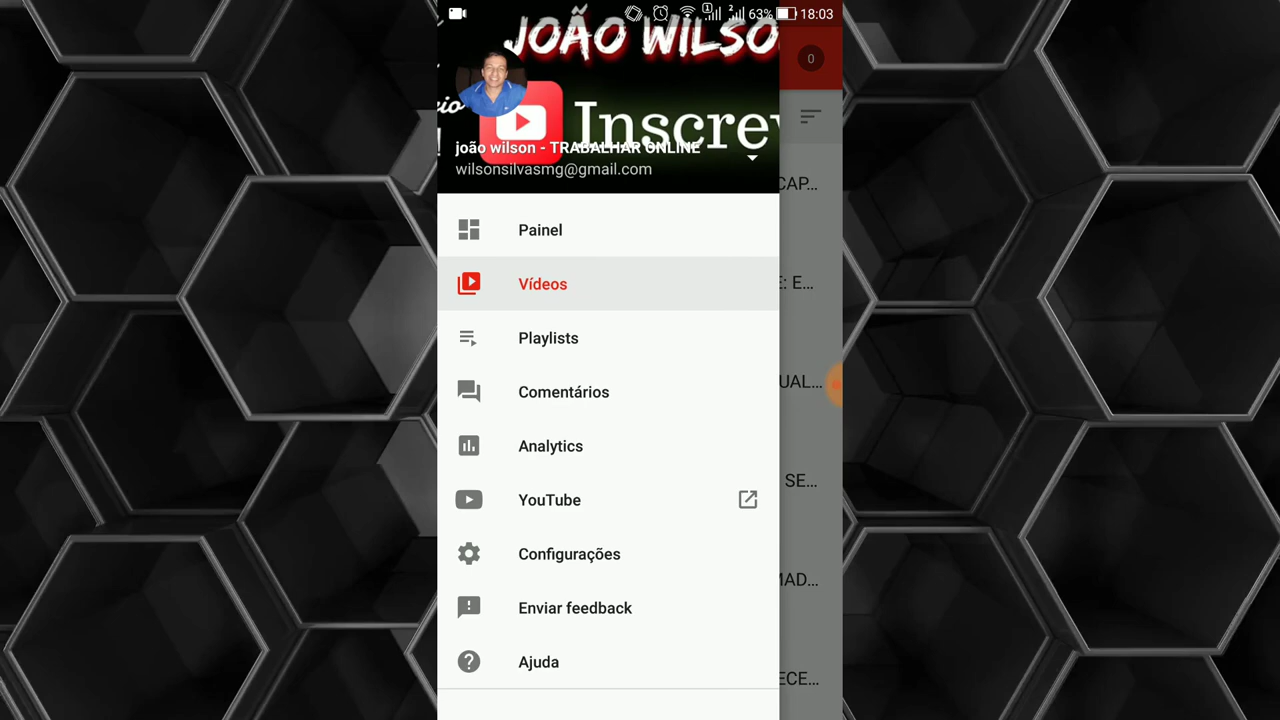 63% 18:03
JOÃO WILSO
0
rio
Inscrev
!
joão wilson - TRABALHAR ONLINE
wilsonsilvasmg@gmail.com
Painel
CAP...
Vídeos
E: E...
Playlists
Comentários
UAL...
Analytics
SE...
YouTube
Configurações
MAD...
Enviar feedback
Ajuda
ECE...